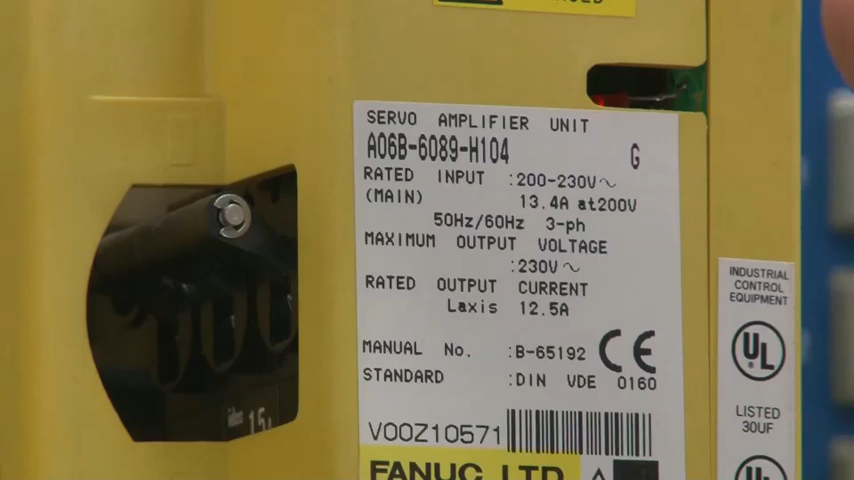 SERVO AMPLIFIER UNIT
A06B-6089-H104 G
RATED INPUT :200-230V～
(MAIN) 13.4A at200V
50Hz/60Hz 3-ph
MAXIMUM OUTPUT VOLTAGE
:230V～
RATED OUTPUT CURRENT
Laxis 12.5A
MANUAL No. :B-65192 CE
STANDARD :DIN VDE 0160
V00Z10571
FANUC LTD
INDUSTRIAL
CONTROL
EQUIPMENT
UL
LISTED
30UF
UL